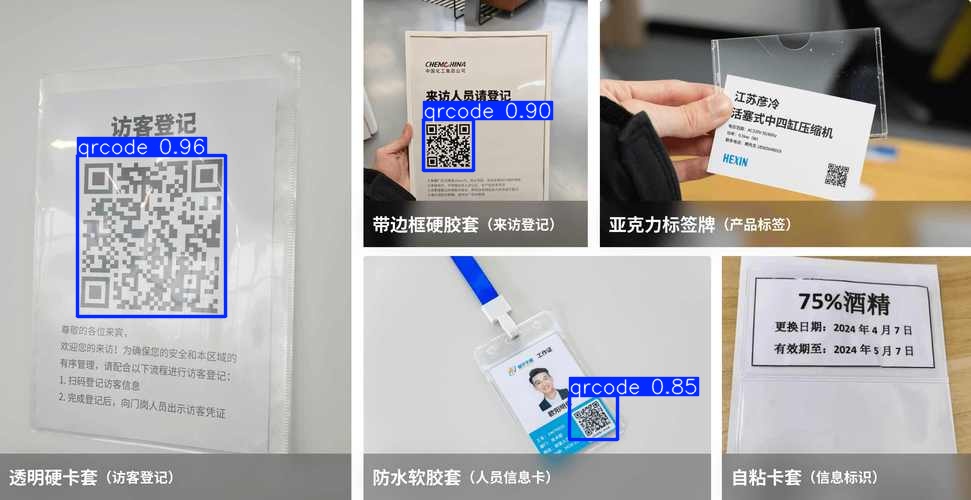 访客登记
qrcode 0.96
尊敬的各位来宾，
欢迎您的来访！为确保您的安全和本区域的
有序管理，请配合以下流程进行访客登记：
1. 扫码登记访客信息
2. 完成登记后，向门岗人员出示访客凭证
透明硬卡套（访客登记）
CHEMCHINA
中国化工集团公司
来访人员请登记
qrcode 0.90
带边框硬胶套（来访登记）
江苏彦冷
活塞式中四缸压缩机
HEXIN
亚克力标签牌（产品标签）
工作证
qrcode 0.85
欧阳明
防水软胶套（人员信息卡）
75%酒精
更换日期：2024 年 4 月 7 日
有效期至：2024 年 5 月 7 日
自粘卡套（信息标识）